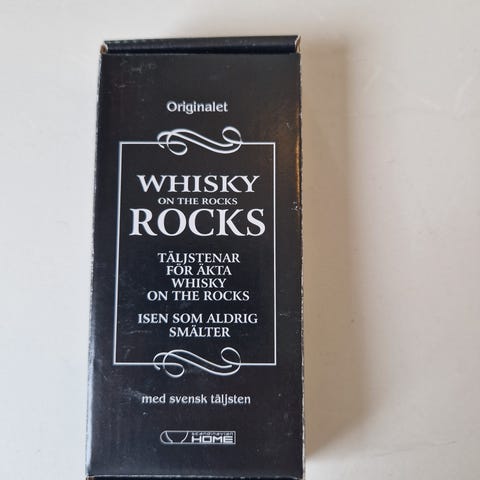 Originalet
WHISKY
ON THE ROCKS
ROCKS
TÄLJSTENAR
FÖR ÄKTA
WHISKY
ON THE ROCKS
ISEN SOM ALDRIG
SMÄLTER
med svensk täljsten
scandinavian
HOME